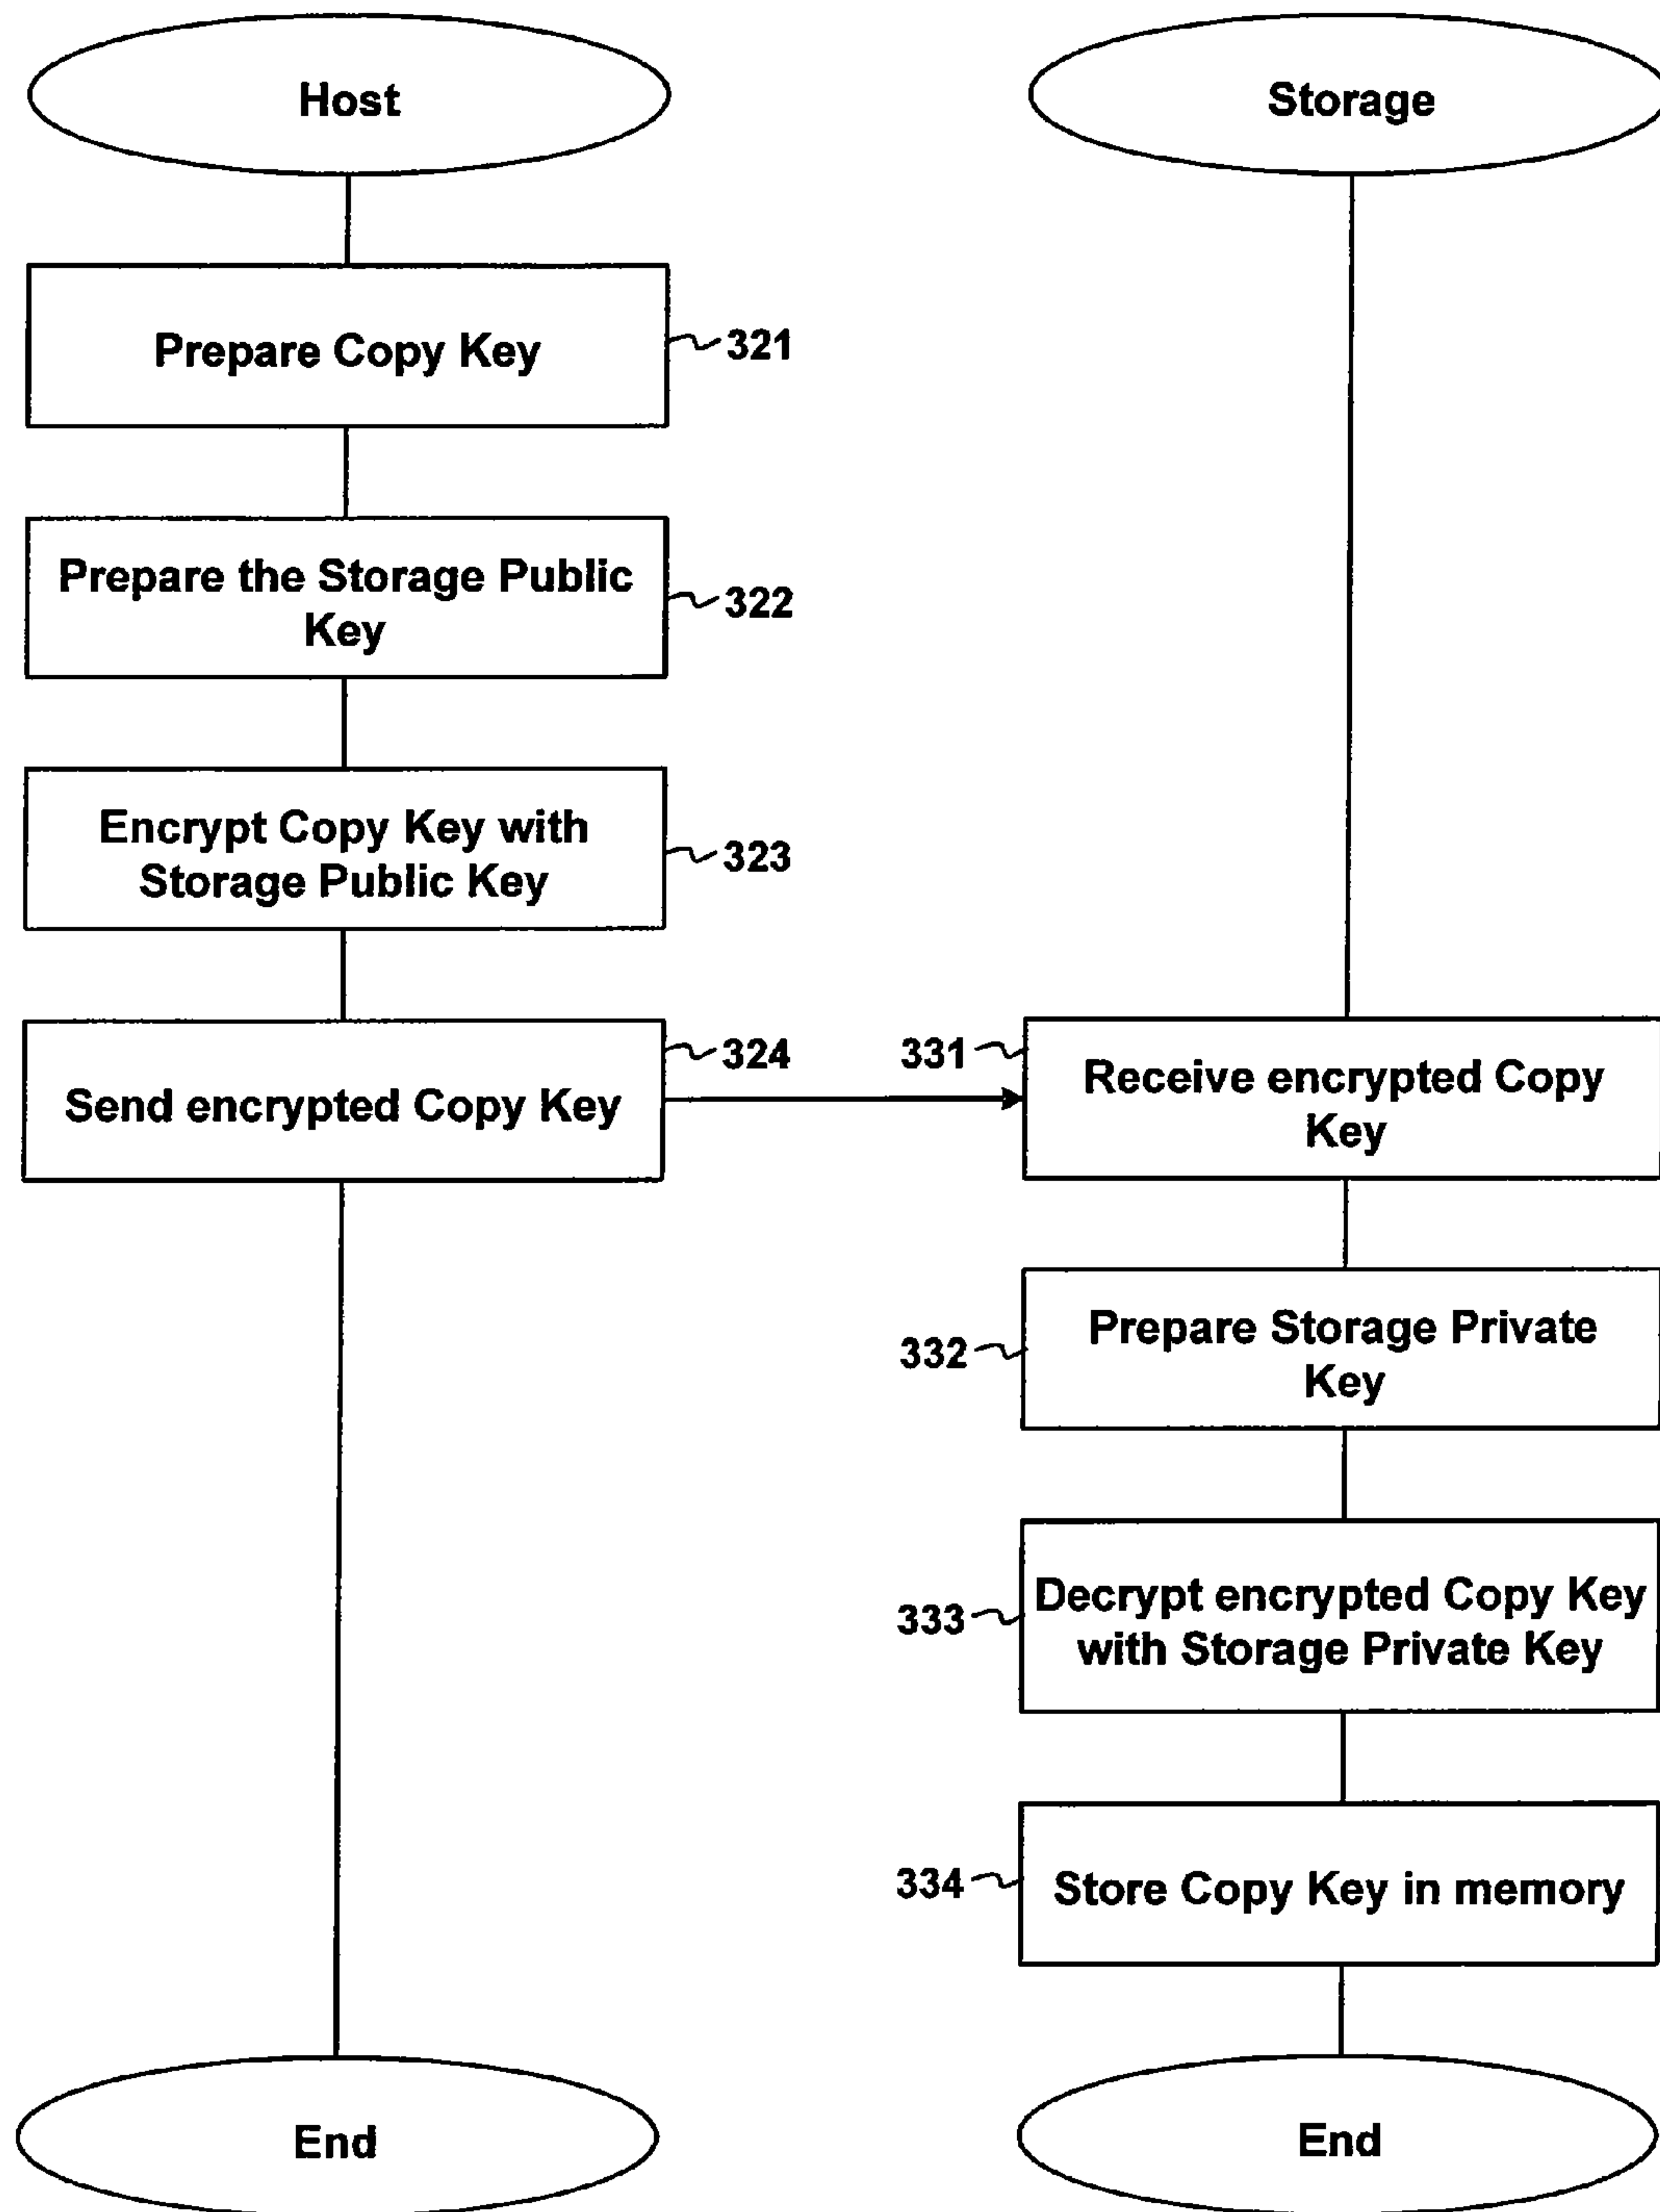 Host
Storage
Prepare Copy Key
321
Prepare the Storage Public
Key
322
Encrypt Copy Key with
Storage Public Key
323
Send encrypted Copy Key
324
331
Receive encrypted Copy
Key
332
Prepare Storage Private
Key
333
Decrypt encrypted Copy Key
with Storage Private Key
334
Store Copy Key in memory
End
End